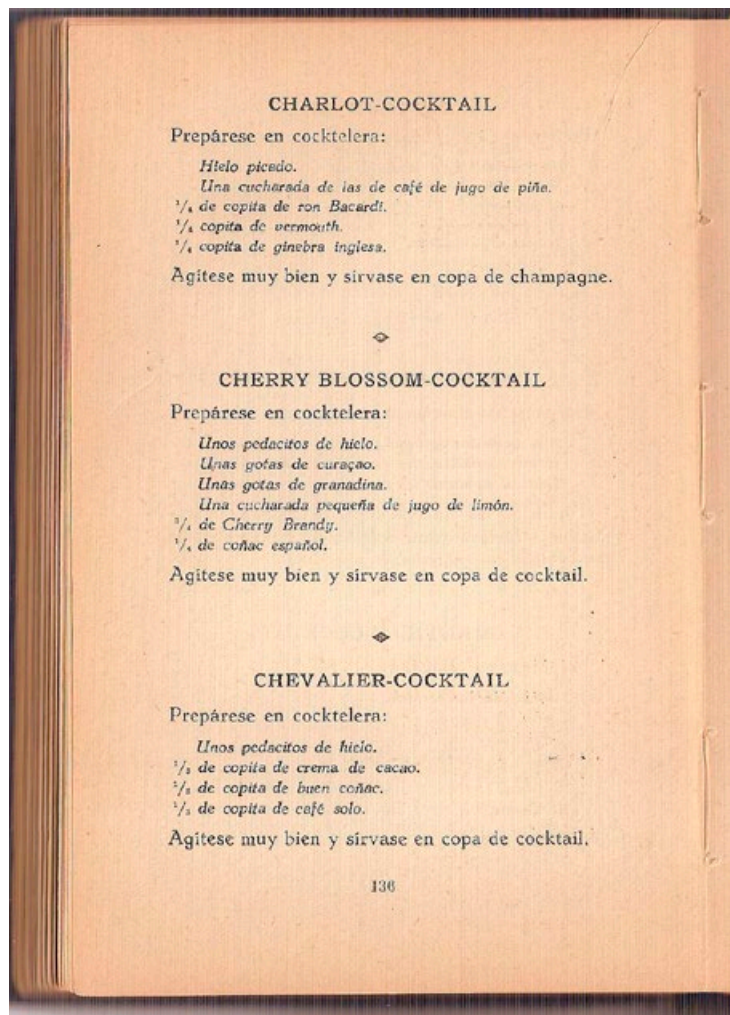 CHARLOT-COCKTAIL
Prepárese en cocktelera:
Hielo picado.
Una cucharada de las de café de jugo de piña.
1/4 de copita de ron Bacardí.
copita de vermouth.
1/4 copita de ginebra inglesa.
Agítese muy bien y sírvase en copa de champagne.
CHERRY BLOSSOM-COCKTAIL
Prepárese en cocktelera:
Unos pedacitos de hielo.
Unas gotas de curaçao.
Unas gotas de granadina.
Una cucharada pequeña de jugo de limón.
de Cherry Brandy.
1/4 de coñac español.
Agítese muy bien y sírvase en copa de cocktail.
CHEVALIER-COCKTAIL
Prepárese en cocktelera:
Unos pedacitos de hielo.
1/3 de copita de crema de cacao.
1/3 de copita de buen coñac.
1/3 de copita de café solo.
Agítese muy bien y sírvase en copa de cocktail.
136